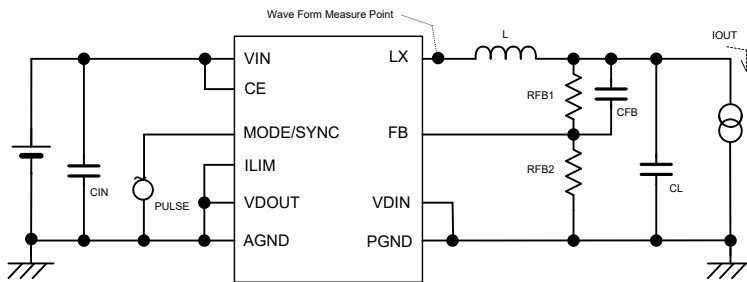 Wave Form Measure Point
L
IOUT
VIN
LX
CE
RFB1
CFB
MODE/SYNC
FB
ILIM
RFB2
CIN
PULSE
VDOUT
VDIN
CL
AGND
PGND